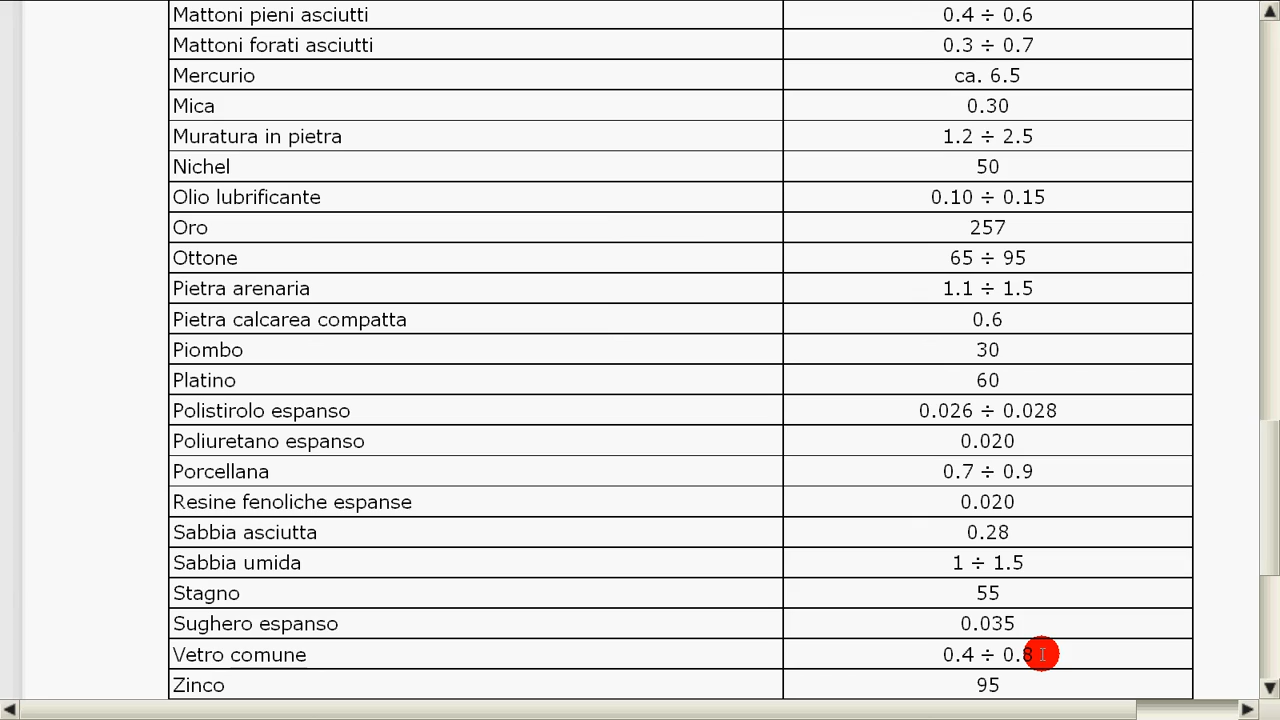 Mattoni pieni asciutti 0.4 ÷ 0.6
Mattoni forati asciutti 0.3 ÷ 0.7
Mercurio ca. 6.5
Mica 0.30
Muratura in pietra 1.2 ÷ 2.5
Nichel 50
Olio lubrificante 0.10 ÷ 0.15
Oro 257
Ottone 65 ÷ 95
Pietra arenaria 1.1 ÷ 1.5
Pietra calcarea compatta 0.6
Piombo 30
Platino 60
Polistirolo espanso 0.026 ÷ 0.028
Poliuretano espanso 0.020
Porcellana 0.7 ÷ 0.9
Resine fenoliche espanse 0.020
Sabbia asciutta 0.28
Sabbia umida 1 ÷ 1.5
Stagno 55
Sughero espanso 0.035
Vetro comune 0.4 ÷ 0.8
Zinco 95